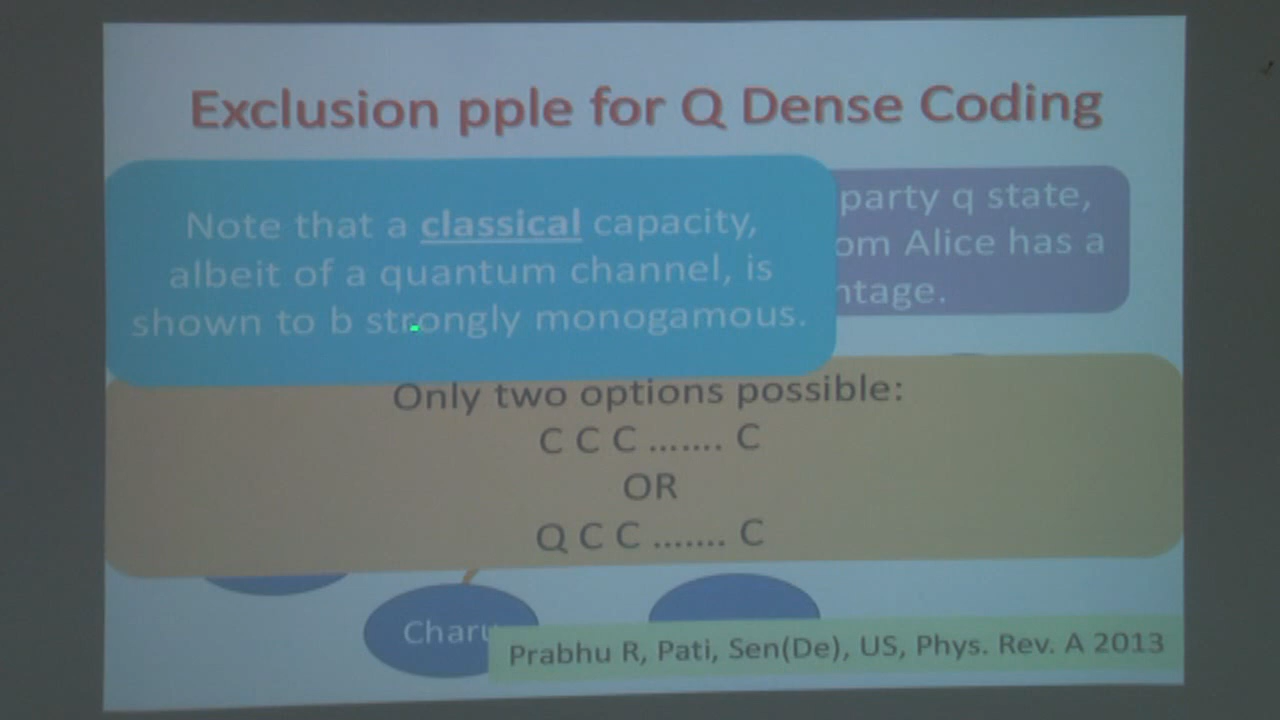 Exclusion pple for Q Dense Coding
Note that a classical capacity,
albeit of a quantum channel, is
shown to b strongly monogamous.
party q state,
om Alice has a
ntage.
Only two options possible:
C C C ....... C
OR
Q C C ....... C
Charu
Prabhu R, Pati, Sen(De), US, Phys. Rev. A 2013